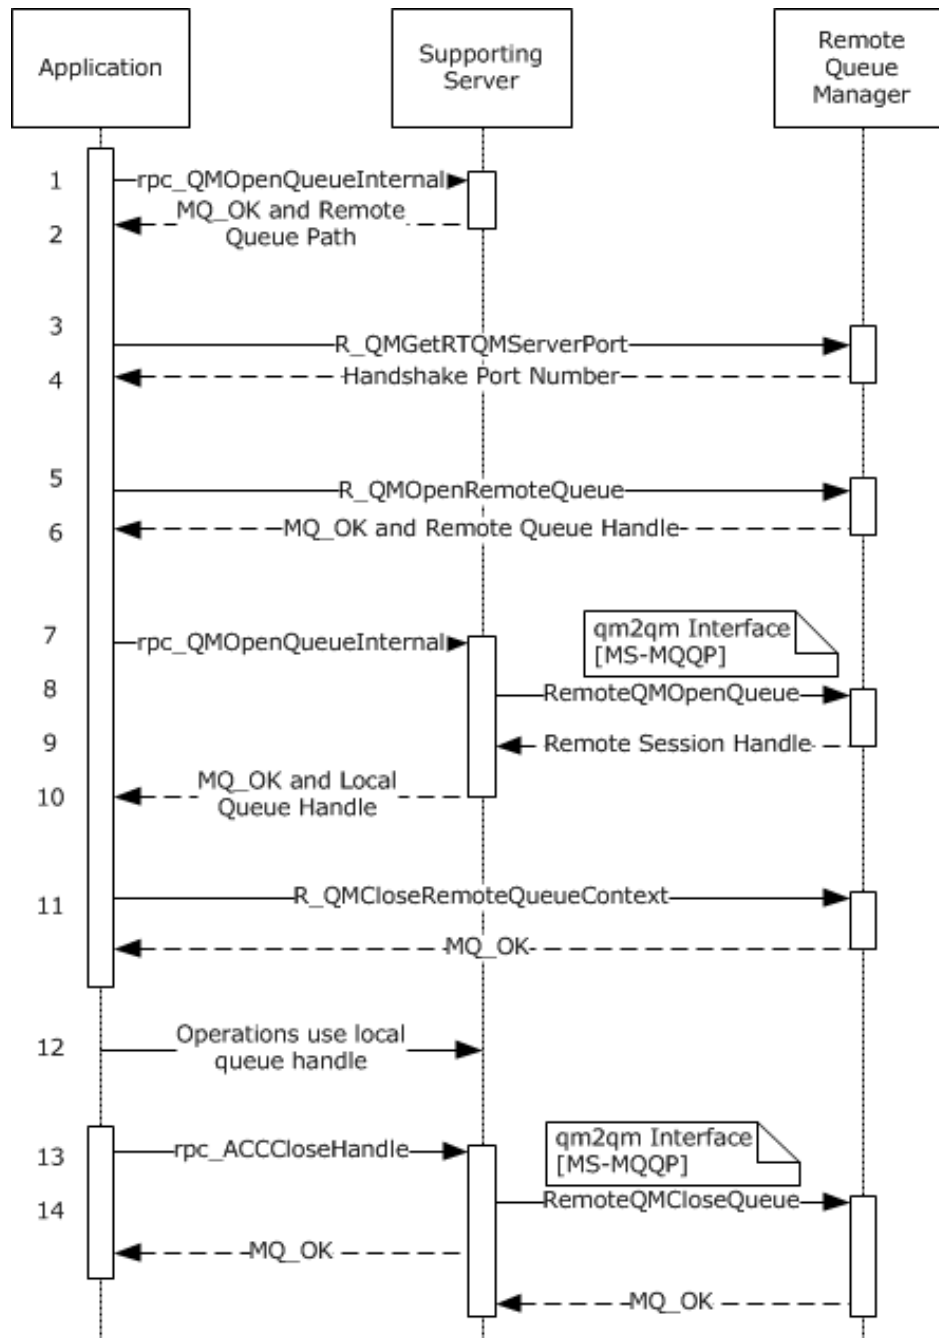 Application
Supporting
Server
Remote
Queue
Manager
1
rpc_QMOpenQueueInternal
2
MQ_OK and Remote
Queue Path
3
R_QMGetRTQMServerPort
4
Handshake Port Number
5
R_QMOpenRemoteQueue
6
MQ_OK and Remote Queue Handle
7
rpc_QMOpenQueueInternal
qm2qm Interface
[MS-MQQP]
8
RemoteQMOpenQueue
9
Remote Session Handle
10
MQ_OK and Local
Queue Handle
11
R_QMCloseRemoteQueueContext
MQ_OK
12
Operations use local
queue handle
13
rpc_ACCCloseHandle
qm2qm Interface
[MS-MQQP]
14
RemoteQMCloseQueue
MQ_OK
MQ_OK